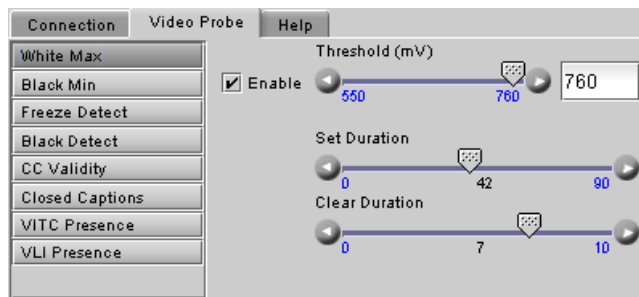 Connection Video Probe Help
White Max
Black Min
Freeze Detect
Black Detect
CC Validity
Closed Captions
VITC Presence
VLI Presence
Enable
Threshold (mV)
550 760
760
Set Duration
0 42 90
Clear Duration
0 7 10